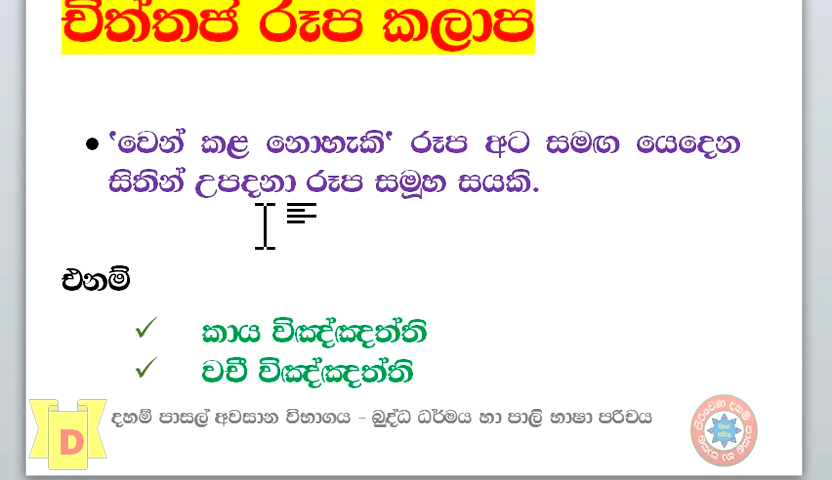 චිත්තජ රූප කලාප
• ‘වෙන් කළ නොහැකි‘ රූප අට සමඟ යෙදෙන
සිතින් උපදනා රූප සමූහ සයකි.
එනම්
✓ කාය විඤ්ඤත්ති
✓ වචී විඤ්ඤත්ති
D
දහම් පාසල් අවසාන විභාගය - බුද්ධ ධර්මය හා පාලි භාෂා පරිචය